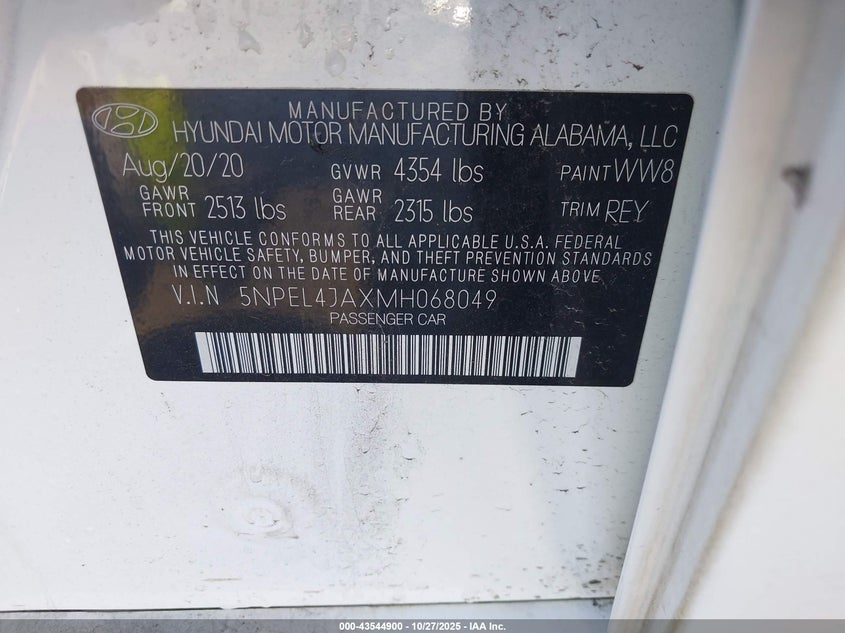 MANUFACTURED BY
HYUNDAI MOTOR MANUFACTURING ALABAMA, LLC
Aug/20/20 GVWR 4354 lbs PAINT WW8
GAWR FRONT 2513 lbs GAWR REAR 2315 lbs TRIM REY
THIS VEHICLE CONFORMS TO ALL APPLICABLE U.S.A. FEDERAL
MOTOR VEHICLE SAFETY, BUMPER, AND THEFT PREVENTION STANDARDS
IN EFFECT ON THE DATE OF MANUFACTURE SHOWN ABOVE
V.I.N 5NPEL4JAXMH068049
PASSENGER CAR
000-43544900 - 10/27/2025 - IAA Inc.